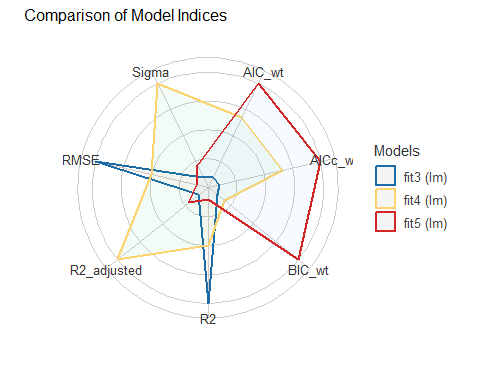 Comparison of Model Indices
Sigma
AIC_wt
RMSE
AICc_w
R2_adjusted
BIC_wt
R2
Models
fit3 (lm)
fit4 (lm)
fit5 (lm)